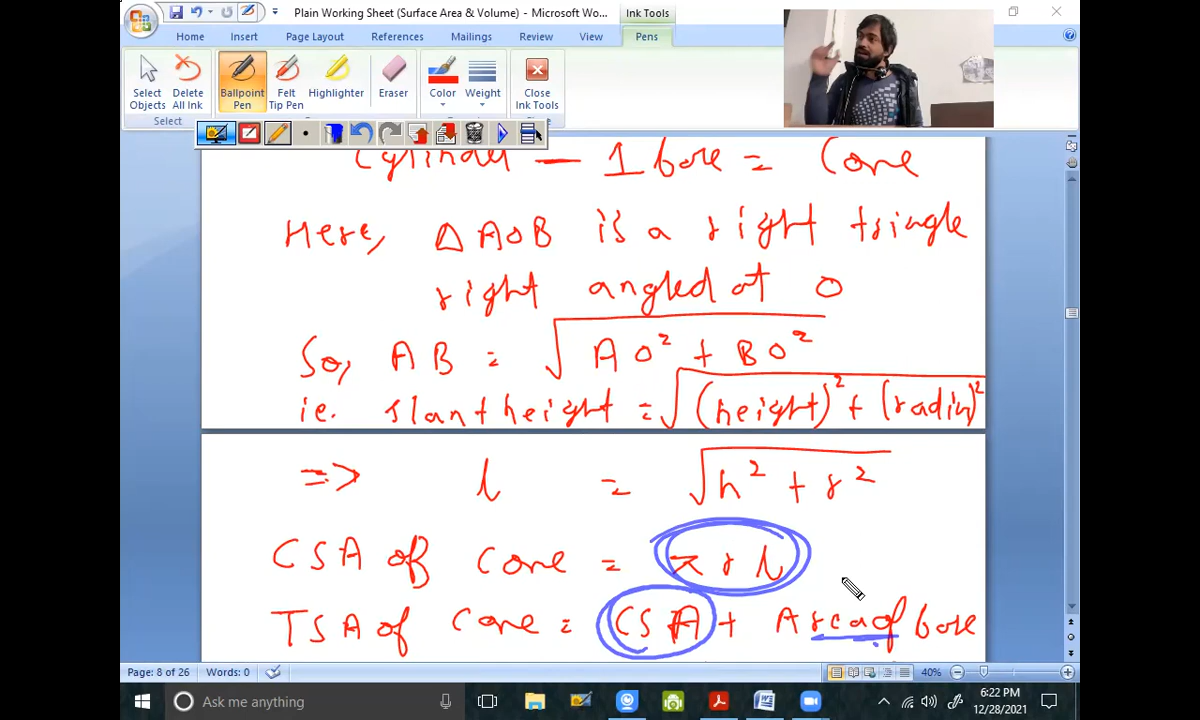 Plain Working Sheet (Surface Area & Volume) - Microsoft Wo...
Ink Tools
Home Insert Page Layout References Mailings Review View Pens
Select Objects
Delete All Ink
Ballpoint Pen
Felt Tip Pen
Highlighter
Eraser
Color
Weight
Close Ink Tools
Select
Close
Cylinder — 1 base = Cone
Here, △ AOB is a right tringle
right angled at O
So, AB = √AO² + BO²
ie. slant height = √(height)² + (radius)²
=> l = √h² + r²
CSA of Cone = π r l
TSA of Cone = CSA + Area of base
Page: 8 of 26 Words: 0 40%
Ask me anything
6:22 PM
12/28/2021